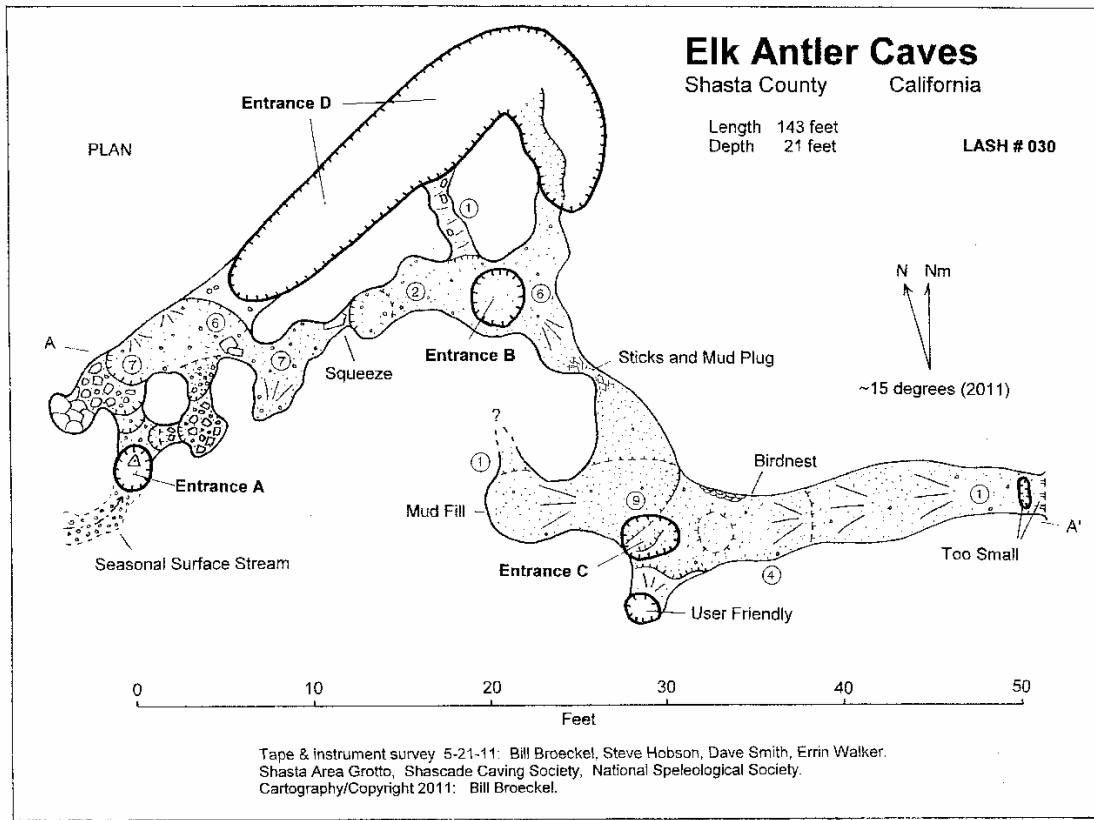 Elk Antler Caves
Shasta County California
Length 143 feet
Depth 21 feet
LASH # 030
PLAN
Entrance D
1
N Nm
~15 degrees (2011)
6
2
6
A
7
7
Entrance B
Squeeze
Sticks and Mud Plug
?
1
Birdnest
Entrance A
9
1
Mud Fill
A'
Too Small
Seasonal Surface Stream
Entrance C
4
User Friendly
0 10 20 30 40 50
Feet
Tape & instrument survey 5-21-11: Bill Broeckel, Steve Hobson, Dave Smith, Errin Walker.
Shasta Area Grotto, Shascade Caving Society, National Speleological Society.
Cartography/Copyright 2011: Bill Broeckel.